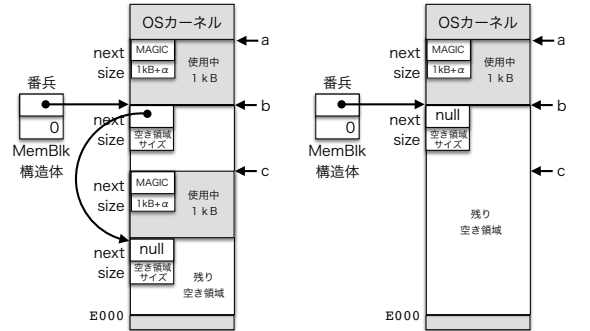 OSカーネル
a
next
MAGIC
size
1kB+α
使用中
1kB
番兵
b
next
0
size
空き領域
サイズ
MemBlk
構造体
c
next
MAGIC
size
1kB+α
使用中
1kB
next
null
size
空き領域
サイズ
残り
空き領域
E000
OSカーネル
a
next
MAGIC
size
1kB+α
使用中
1kB
番兵
b
next
null
0
size
空き領域
サイズ
MemBlk
構造体
c
残り
空き領域
E000